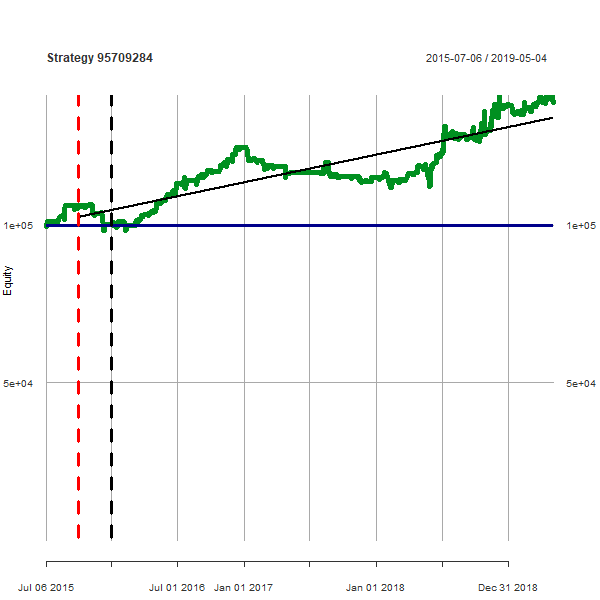 Strategy 95709284 2015-07-06 / 2019-05-04
1e+05 1e+05
Equity
5e+04 5e+04
Jul 06 2015 Jul 01 2016 Jan 01 2017 Jan 01 2018 Dec 31 2018